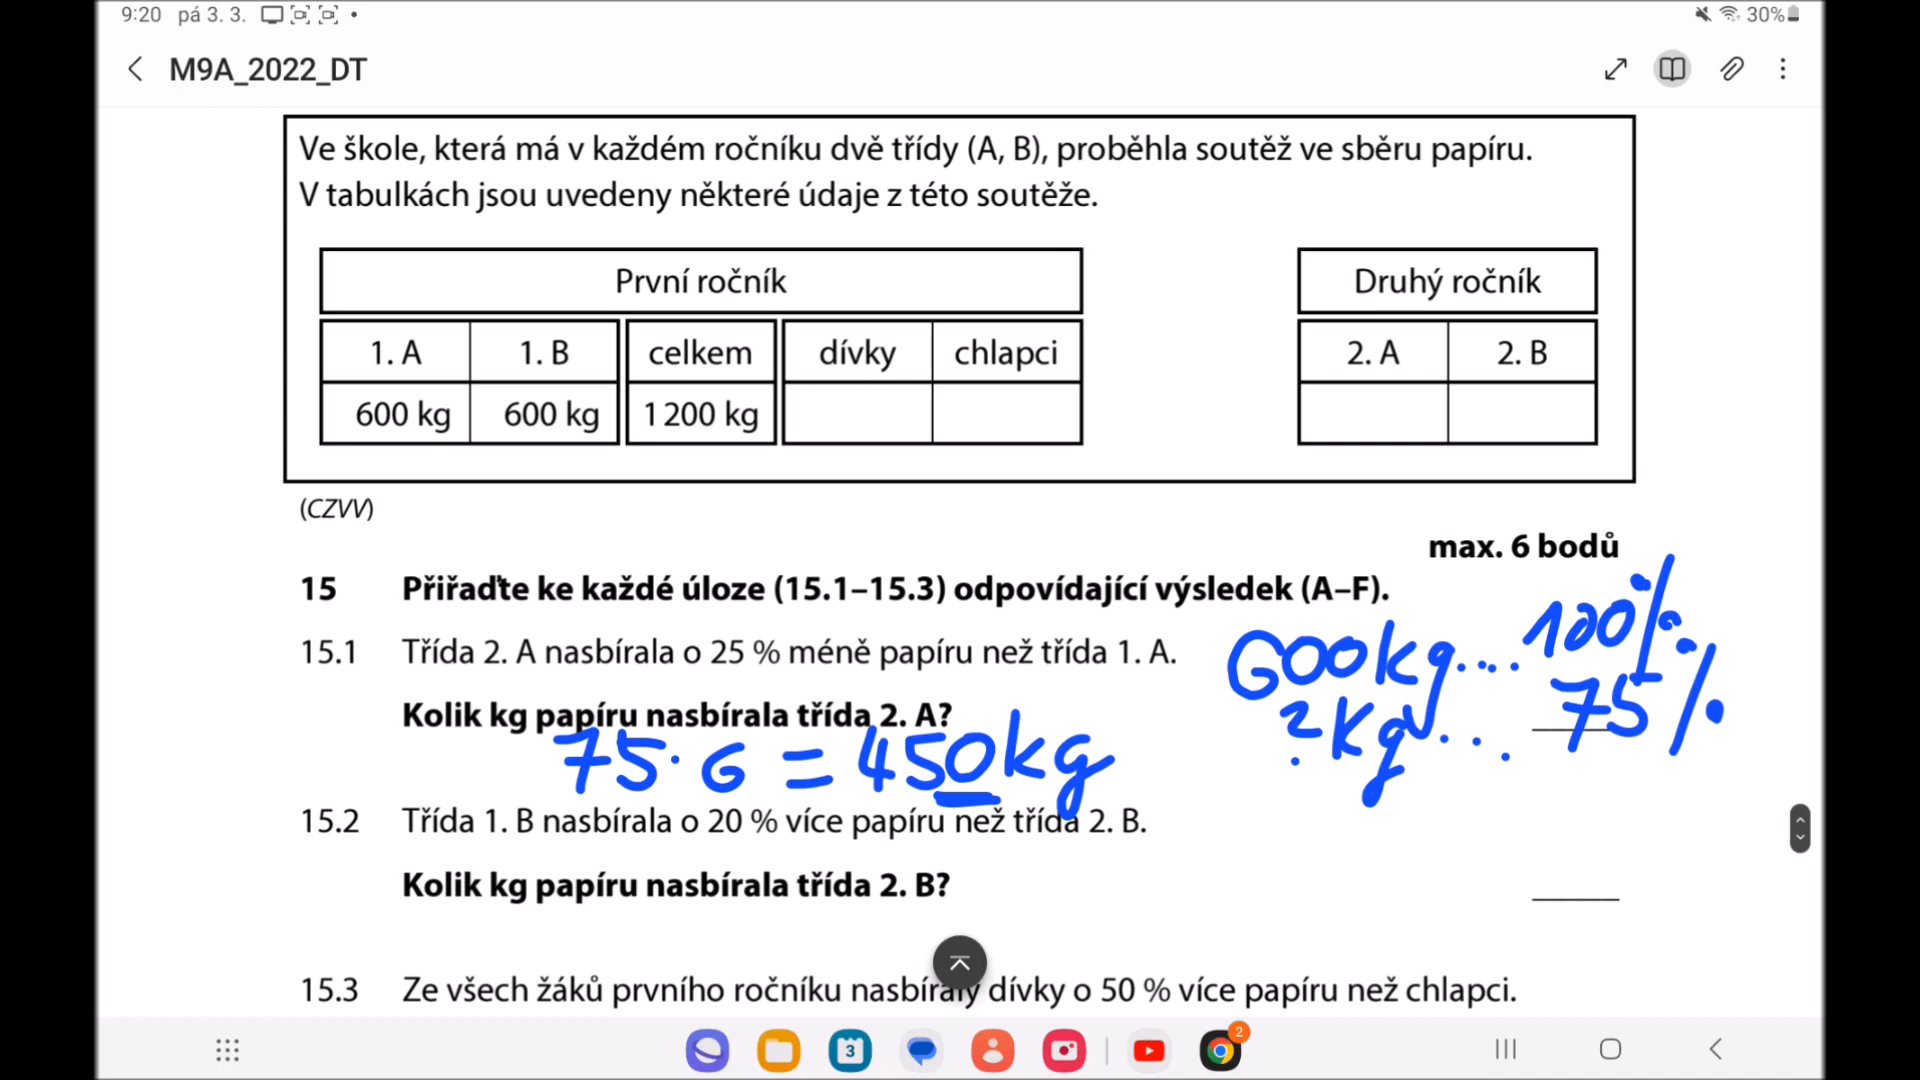 9:20 pá 3. 3. 30%
M9A_2022_DT
Ve škole, která má v každém ročníku dvě třídy (A, B), proběhla soutěž ve sběru papíru.
V tabulkách jsou uvedeny některé údaje z této soutěže.
První ročník
Druhý ročník
1. A 1. B celkem dívky chlapci
2. A 2. B
600 kg 600 kg 1 200 kg
(CZVV)
max. 6 bodů
15 Přiřaďte ke každé úloze (15.1–15.3) odpovídající výsledek (A–F).
15.1 Třída 2. A nasbírala o 25 % méně papíru než třída 1. A.
600kg....100%
Kolik kg papíru nasbírala třída 2. A?
?kg....75%
75·6=450kg
15.2 Třída 1. B nasbírala o 20 % více papíru než třída 2. B.
Kolik kg papíru nasbírala třída 2. B?
15.3 Ze všech žáků prvního ročníku nasbíraly dívky o 50 % více papíru než chlapci.
3
2